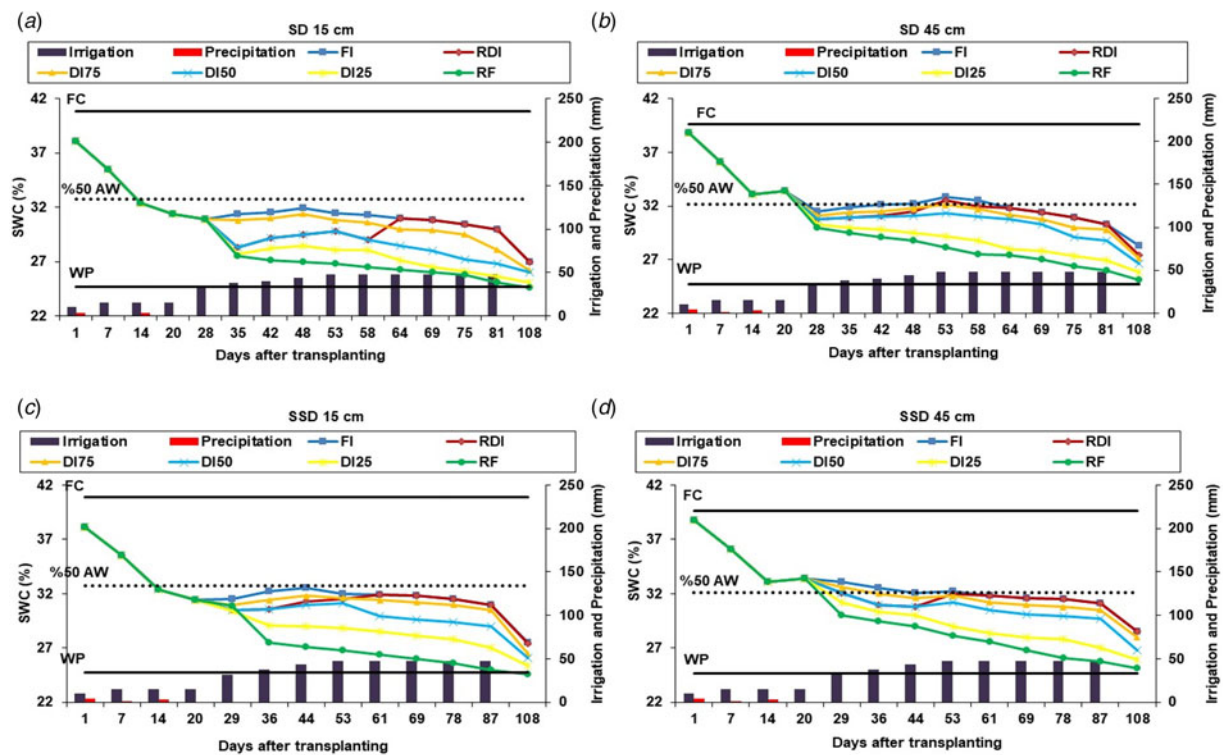 (a)
SD 15 cm
Irrigation Precipitation FI RDI
DI75 DI50 DI25 RF
42 37 32 27 22
SWC (%)
FC
%50 AW
WP
250 200 150 100 50 0
Irrigation and Precipitation (mm)
1 7 14 20 28 35 42 48 53 58 64 69 75 81 108
Days after transplanting
(b)
SD 45 cm
Irrigation Precipitation FI RDI
DI75 DI50 DI25 RF
42 37 32 27 22
SWC (%)
FC
%50 AW
WP
250 200 150 100 50 0
Irrigation and Precipitation (mm)
1 7 14 20 28 35 42 48 53 58 64 69 75 81 108
Days after transplanting
(c)
SSD 15 cm
Irrigation Precipitation FI RDI
DI75 DI50 DI25 RF
42 37 32 27 22
SWC (%)
FC
%50 AW
WP
250 200 150 100 50 0
Irrigation and Precipitation (mm)
1 7 14 20 29 36 44 53 61 69 78 87 108
Days after transplanting
(d)
SSD 45 cm
Irrigation Precipitation FI RDI
DI75 DI50 DI25 RF
42 37 32 27 22
SWC (%)
FC
%50 AW
WP
250 200 150 100 50 0
Irrigation and Precipitation (mm)
1 7 14 20 29 36 44 53 61 69 78 87 108
Days after transplanting